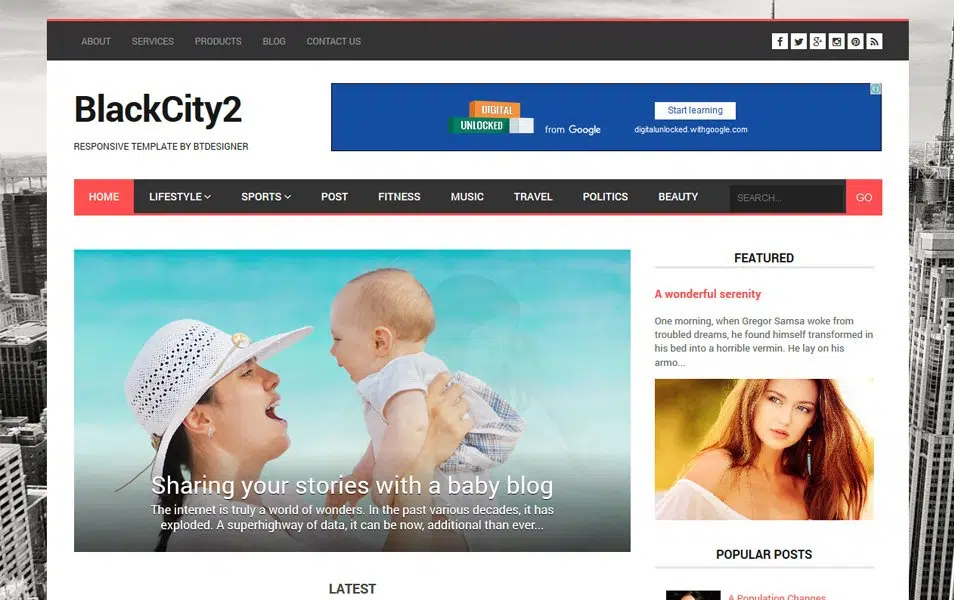 ABOUT SERVICES PRODUCTS BLOG CONTACT US
BlackCity2
RESPONSIVE TEMPLATE BY BTDESIGNER
DIGITAL
UNLOCKED
from Google
Start learning
digitalunlocked.withgoogle.com
HOME LIFESTYLE SPORTS POST FITNESS MUSIC TRAVEL POLITICS BEAUTY SEARCH... GO
Sharing your stories with a baby blog
The internet is truly a world of wonders. In the past various decades, it has
exploded. A superhighway of data, it can be now, additional than ever...
LATEST
FEATURED
A wonderful serenity
One morning, when Gregor Samsa woke from
troubled dreams, he found himself transformed in
his bed into a horrible vermin. He lay on his
armo...
POPULAR POSTS
A Population Changes